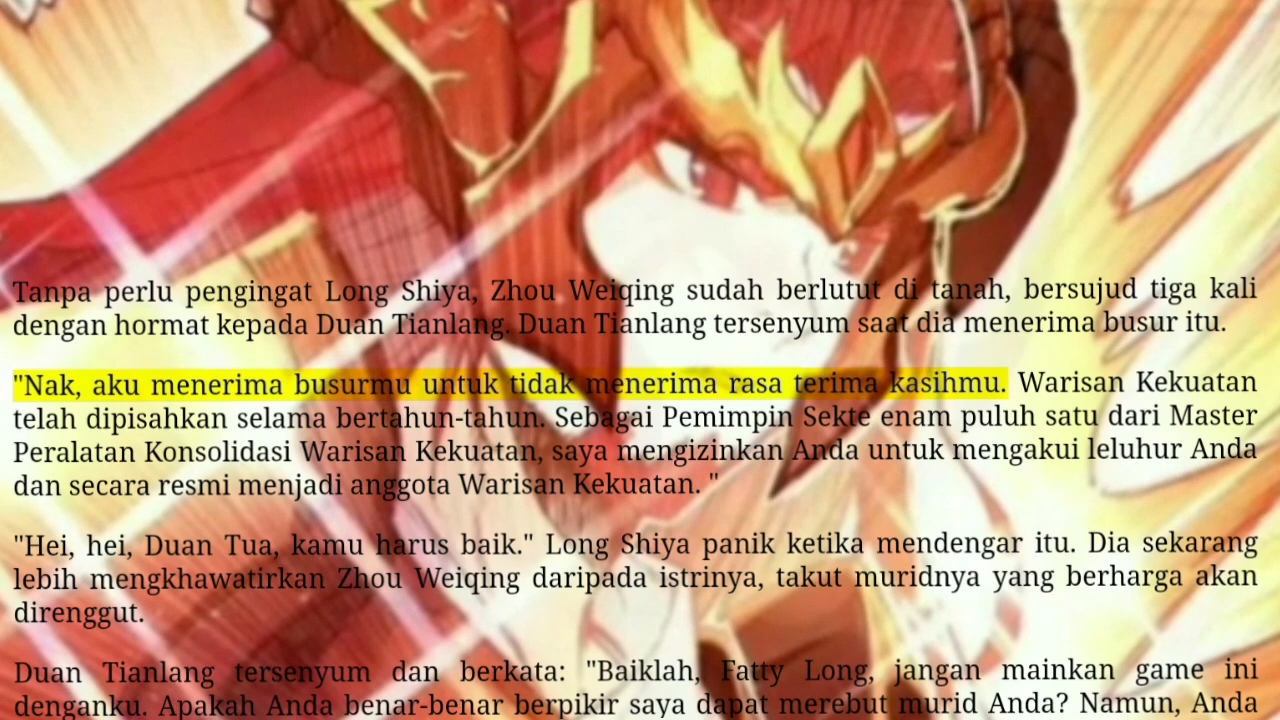 Tanpa perlu pengingat Long Shiya, Zhou Weiqing sudah berlutut di tanah, bersujud tiga kali
dengan hormat kepada Duan Tianlang. Duan Tianlang tersenyum saat dia menerima busur itu.
"Nak, aku menerima busurmu untuk tidak menerima rasa terima kasihmu. Warisan Kekuatan
telah dipisahkan selama bertahun-tahun. Sebagai Pemimpin Sekte enam puluh satu dari Master
Peralatan Konsolidasi Warisan Kekuatan, saya mengizinkan Anda untuk mengakui leluhur Anda
dan secara resmi menjadi anggota Warisan Kekuatan. "
"Hei, hei, Duan Tua, kamu harus baik." Long Shiya panik ketika mendengar itu. Dia sekarang
lebih mengkhawatirkan Zhou Weiqing daripada istrinya, takut muridnya yang berharga akan
direnggut.
Duan Tianlang tersenyum dan berkata: "Baiklah, Fatty Long, jangan mainkan game ini
denganku. Apakah Anda benar-benar berpikir saya dapat merebut murid Anda? Namun, Anda